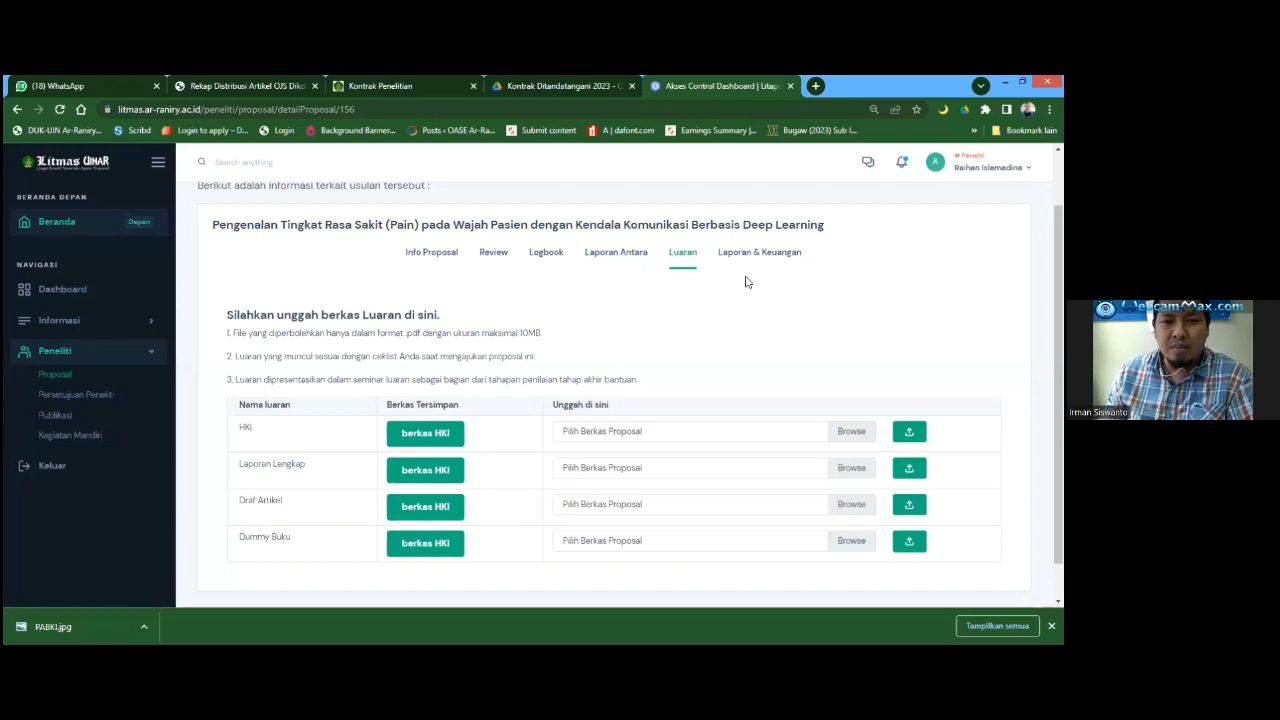 (18) WhatsApp
Rekap Distribusi Artikel OJS Dikd
Kontrak Penelitian
Kontrak Ditandatangani 2023 - G
Akses Control Dashboard | Litapd
litmas.ar-raniry.ac.id/peneliti/proposal/detailProposal/156
DUK-UIN Ar-Raniry...
Scribd
Login to apply – D...
Login
Background Banner...
Posts ‹ OASE Ar-Ra...
Submit content
A | dafont.com
Earnings Summary |...
Bugaw (2023) Sub I...
»
Bookmark lain
Litmas UINAR
Search anything
# Peneliti
Raihan Islamadina
BERANDA DEPAN
Beranda
Depan
NAVIGASI
Dashboard
Informasi
Peneliti
Proposal
Persetujuan Peneliti
Publikasi
Kegiatan Mandiri
Keluar
Berikut adalah informasi terkait usulan tersebut :
Pengenalan Tingkat Rasa Sakit (Pain) pada Wajah Pasien dengan Kendala Komunikasi Berbasis Deep Learning
Info Proposal
Review
Logbook
Laporan Antara
Luaran
Laporan & Keuangan
Silahkan unggah berkas Luaran di sini.
1. File yang diperbolehkan hanya dalam format .pdf dengan ukuran maksimal 10MB.
2. Luaran yang muncul sesuai dengan ceklist Anda saat mengajukan proposal ini.
3. Luaran dipresentasikan dalam seminar luaran sebagai bagian dari tahapan penilaian tahap akhir bantuan.
Nama luaran
Berkas Tersimpan
Unggah di sini
HKI
berkas HKI
Pilih Berkas Proposal
Browse
Laporan Lengkap
berkas HKI
Pilih Berkas Proposal
Browse
Draf Artikel
berkas HKI
Pilih Berkas Proposal
Browse
Dummy Buku
berkas HKI
Pilih Berkas Proposal
Browse
PABKI.jpg
Tampilkan semua
WebcamMax.com
Irman Siswanto